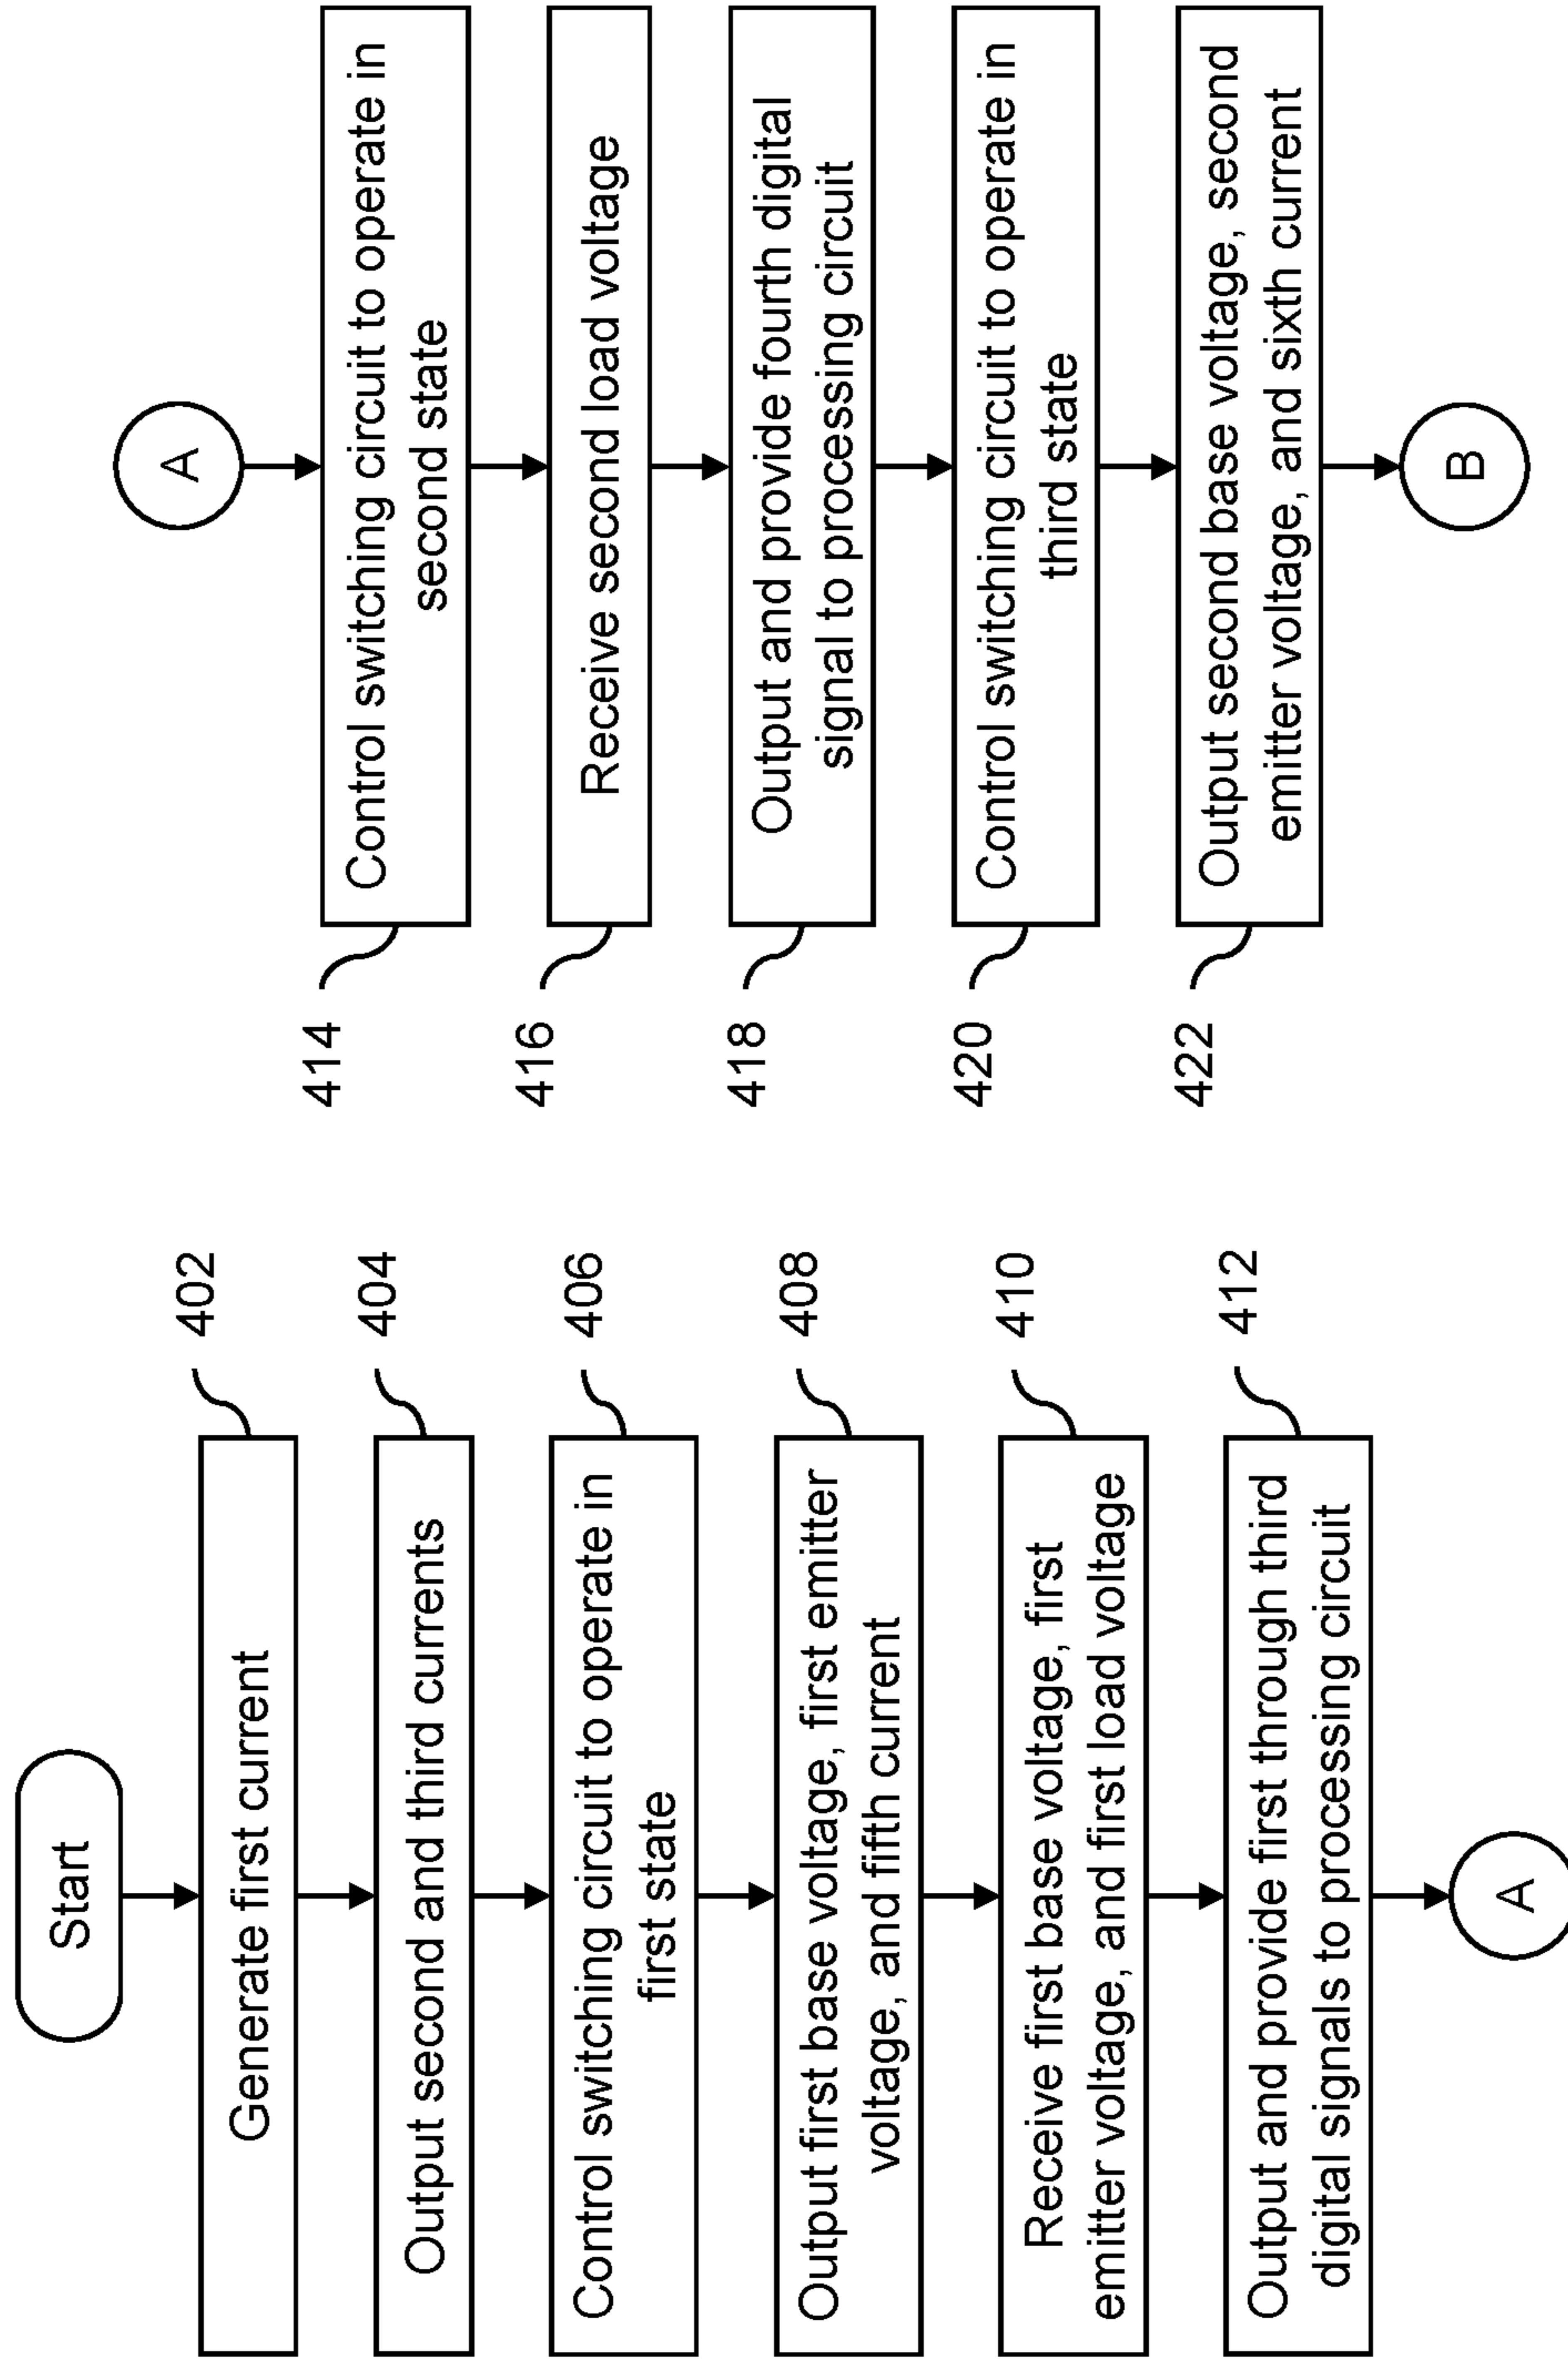 Start
402
Generate first current
404
Output second and third currents
406
Control switching circuit to operate in
first state
408
Output first base voltage, first emitter
voltage, and fifth current
410
Receive first base voltage, first
emitter voltage, and first load voltage
412
Output and provide first through third
digital signals to processing circuit
A
A
414
Control switching circuit to operate in
second state
416
Receive second load voltage
418
Output and provide fourth digital
signal to processing circuit
420
Control switching circuit to operate in
third state
422
Output second base voltage, second
emitter voltage, and sixth current
B